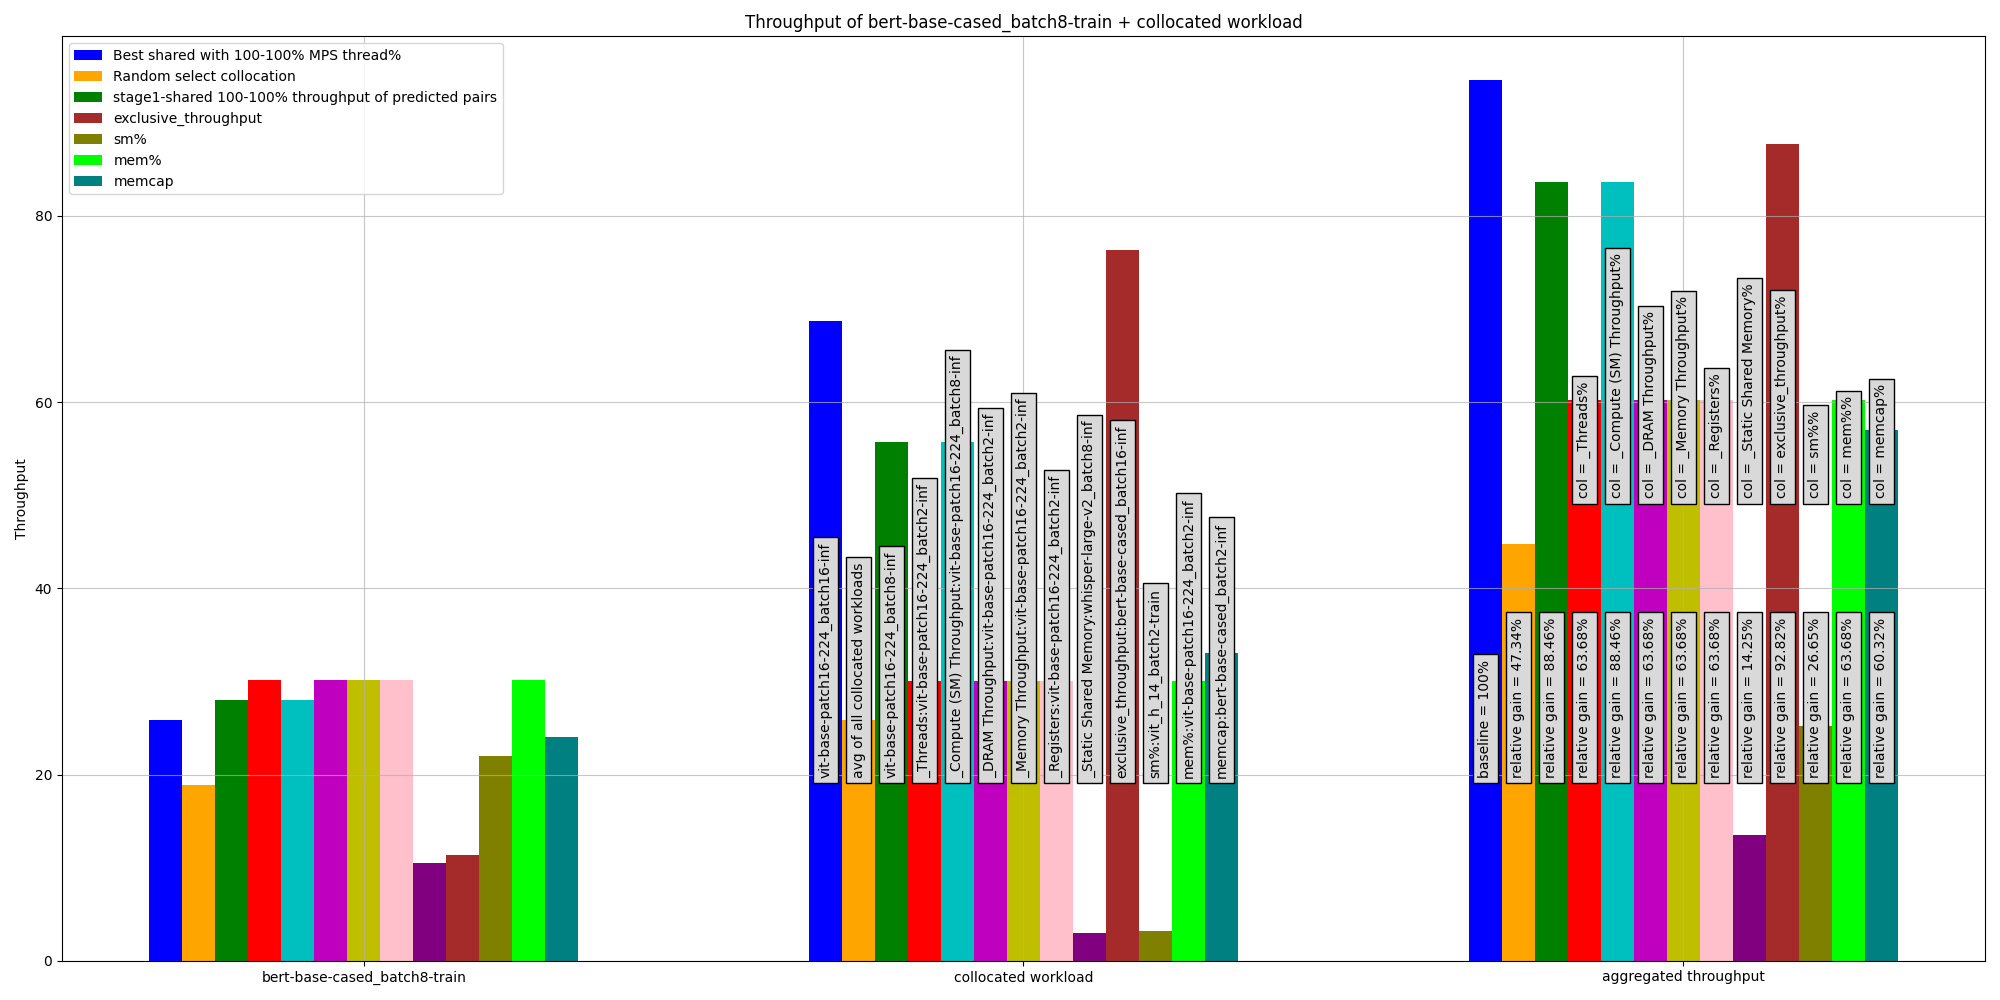 Throughput of bert-base-cased_batch8-train + collocated workload
Best shared with 100-100% MPS thread%
Random select collocation
stage1-shared 100-100% throughput of predicted pairs
exclusive_throughput
sm%
mem%
memcap
Throughput
80
60
40
20
0
vit-base-patch16-224_batch16-inf
avg of all collocated workloads
vit-base-patch16-224_batch8-inf
_Threads:vit-base-patch16-224_batch2-inf
_Compute (SM) Throughput:vit-base-patch16-224_batch8-inf
_DRAM Throughput:vit-base-patch16-224_batch2-inf
_Memory Throughput:vit-base-patch16-224_batch2-inf
_Registers:vit-base-patch16-224_batch2-inf
_Static Shared Memory:whisper-large-v2_batch8-inf
exclusive_throughput:bert-base-cased_batch16-inf
sm%:vit_h_14_batch2-train
mem%:vit-base-patch16-224_batch2-inf
memcap:bert-base-cased_batch2-inf
col = _Threads%
col = _Compute (SM) Throughput%
col = _DRAM Throughput%
col = _Memory Throughput%
col = _Registers%
col = _Static Shared Memory%
col = exclusive_throughput%
col = sm%%
col = mem%%
col = memcap%
baseline = 100%
relative gain = 47.34%
relative gain = 88.46%
relative gain = 63.68%
relative gain = 88.46%
relative gain = 63.68%
relative gain = 63.68%
relative gain = 63.68%
relative gain = 14.25%
relative gain = 92.82%
relative gain = 26.65%
relative gain = 63.68%
relative gain = 60.32%
bert-base-cased_batch8-train
collocated workload
aggregated throughput